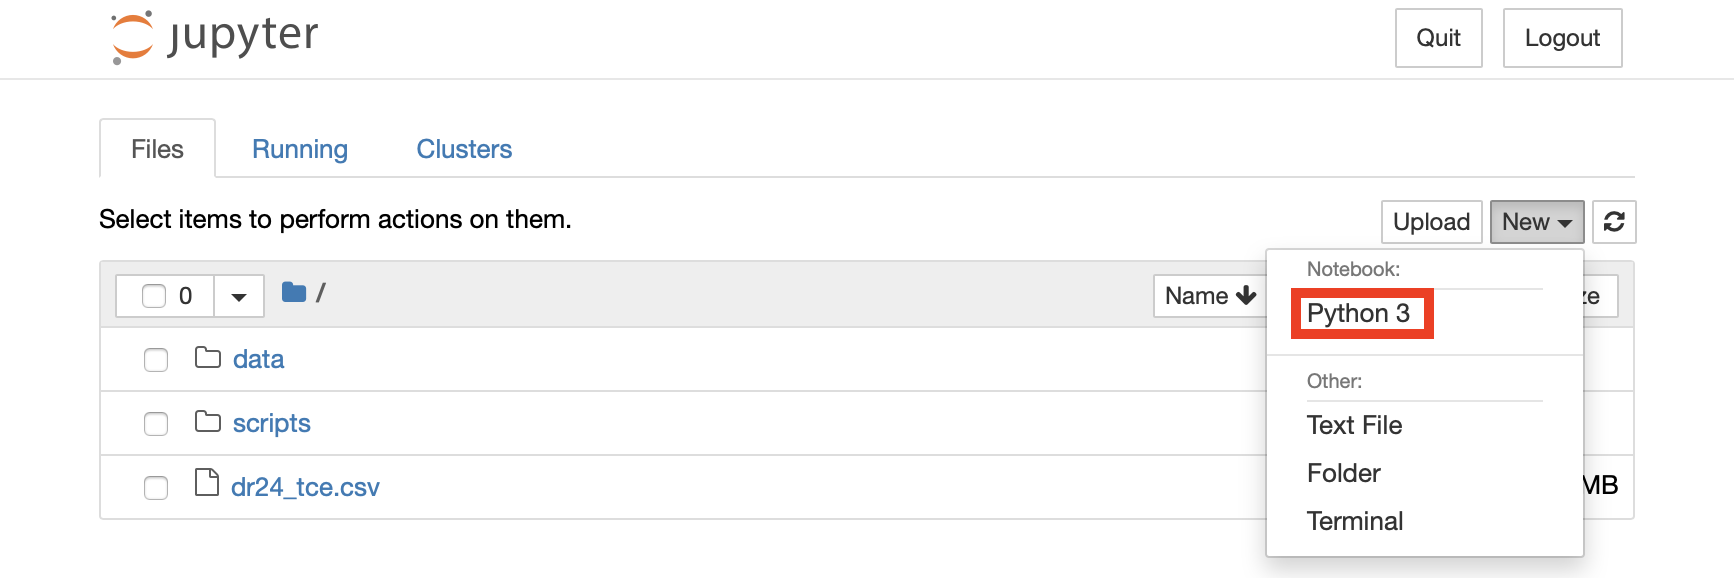 jupyter
Quit
Logout
Files
Running
Clusters
Select items to perform actions on them.
Upload
New
0
/
Name
Notebook:
Python 3
Other:
Text File
Folder
Terminal
data
scripts
dr24_tce.csv
MB